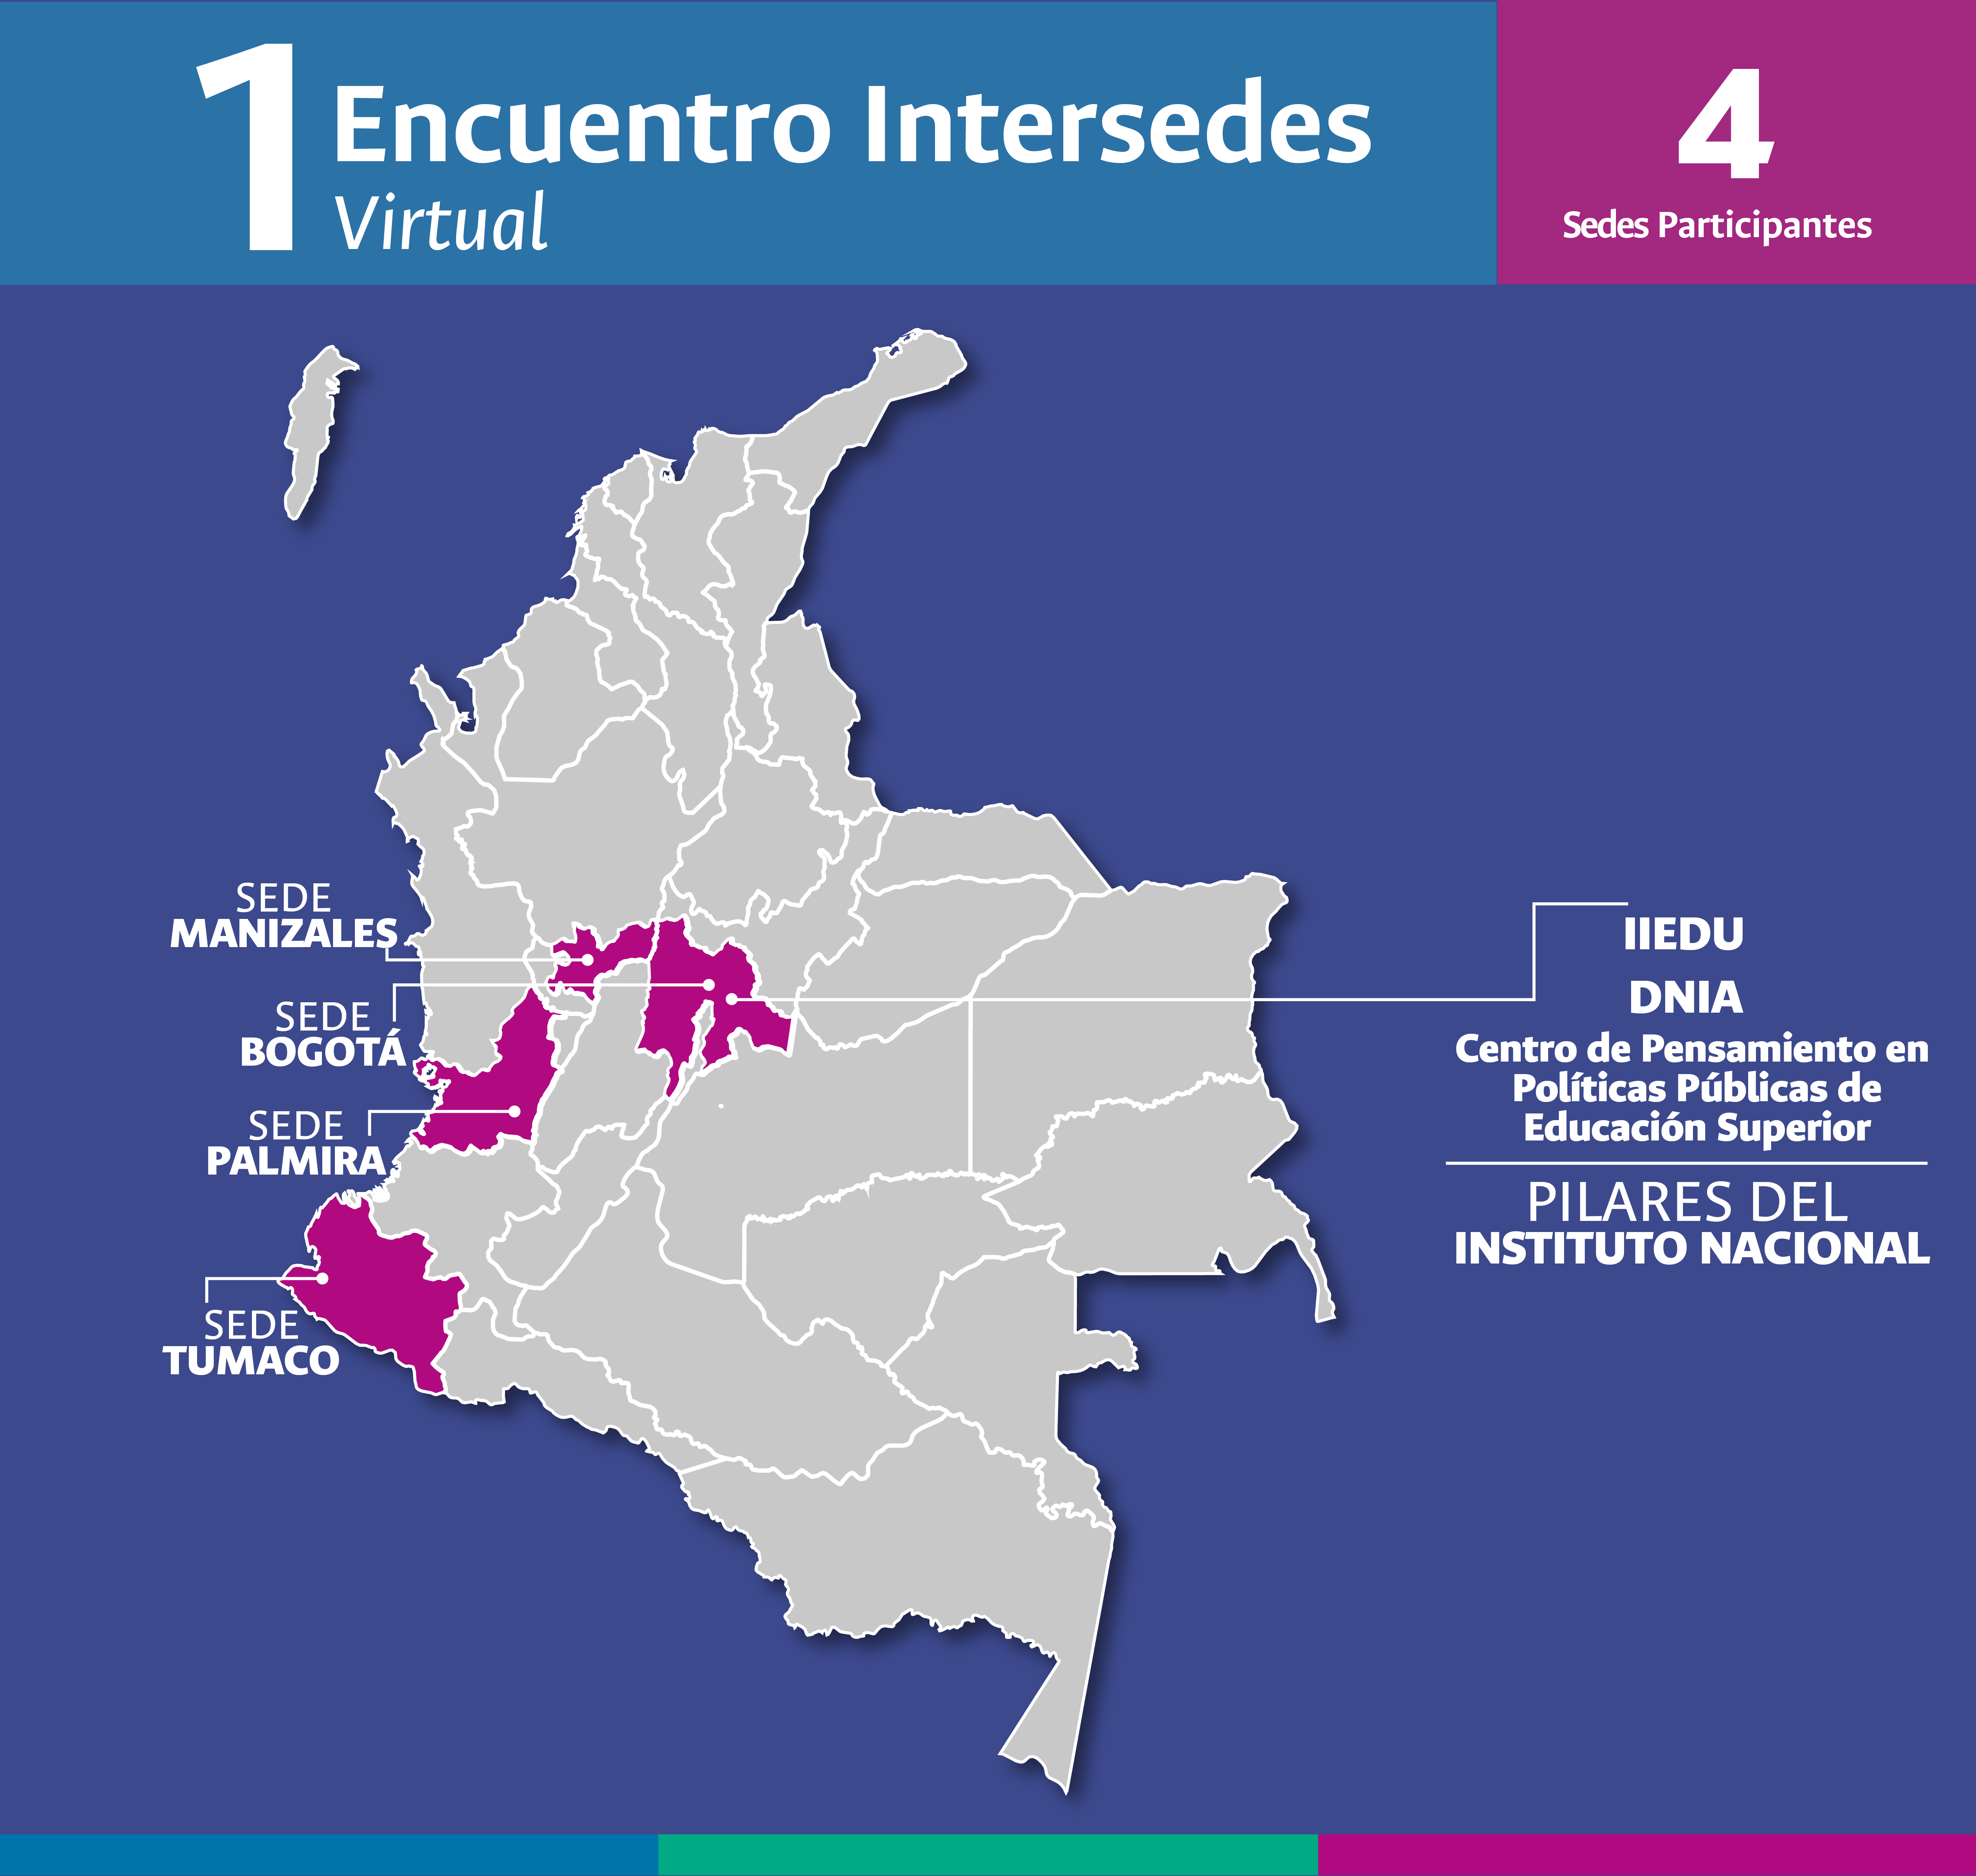 1 Encuentro Intersedes
Virtual
4
Sedes Participantes
SEDE
MANIZALES
SEDE
BOGOTÁ
SEDE
PALMIRA
SEDE
TUMACO
IIEDU
DNIA
Centro de Pensamiento en
Políticas Públicas de
Educación Superior
PILARES DEL
INSTITUTO NACIONAL